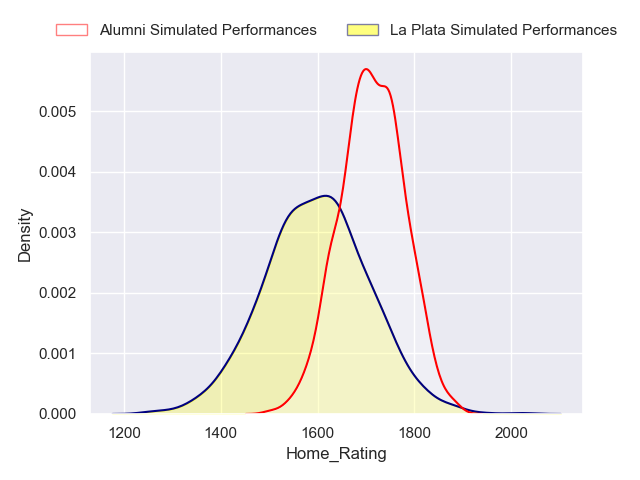 Alumni Simulated Performances La Plata Simulated Performances
0.005
0.004
0.003
0.002
0.001
0.000
Density
1200 1400 1600 1800 2000
Home_Rating